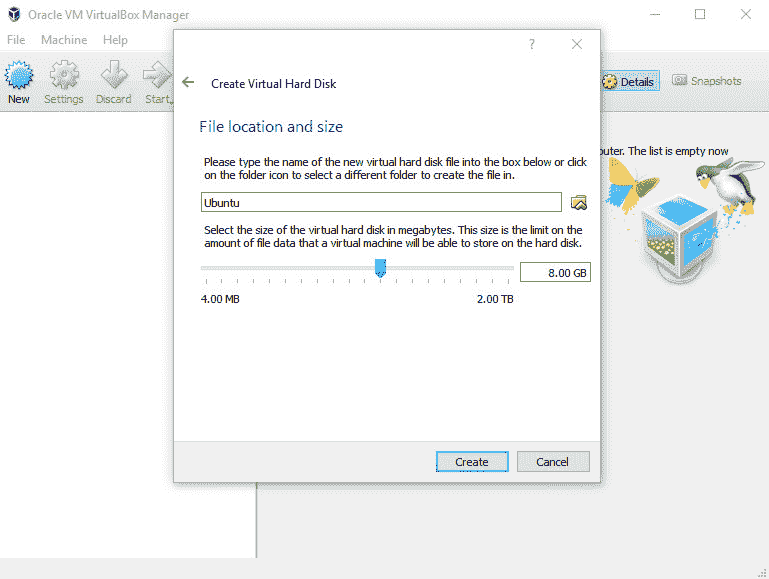 Oracle VM VirtualBox Manager
File Machine Help
New Settings Discard Start
Details Snapshots
? 
Create Virtual Hard Disk
File location and size
Please type the name of the new virtual hard disk file into the box below or click
on the folder icon to select a different folder to create the file in.
Ubuntu
Select the size of the virtual hard disk in megabytes. This size is the limit on the
amount of file data that a virtual machine will be able to store on the hard disk.
8.00 GB
4.00 MB 2.00 TB
Create Cancel
The list is empty now